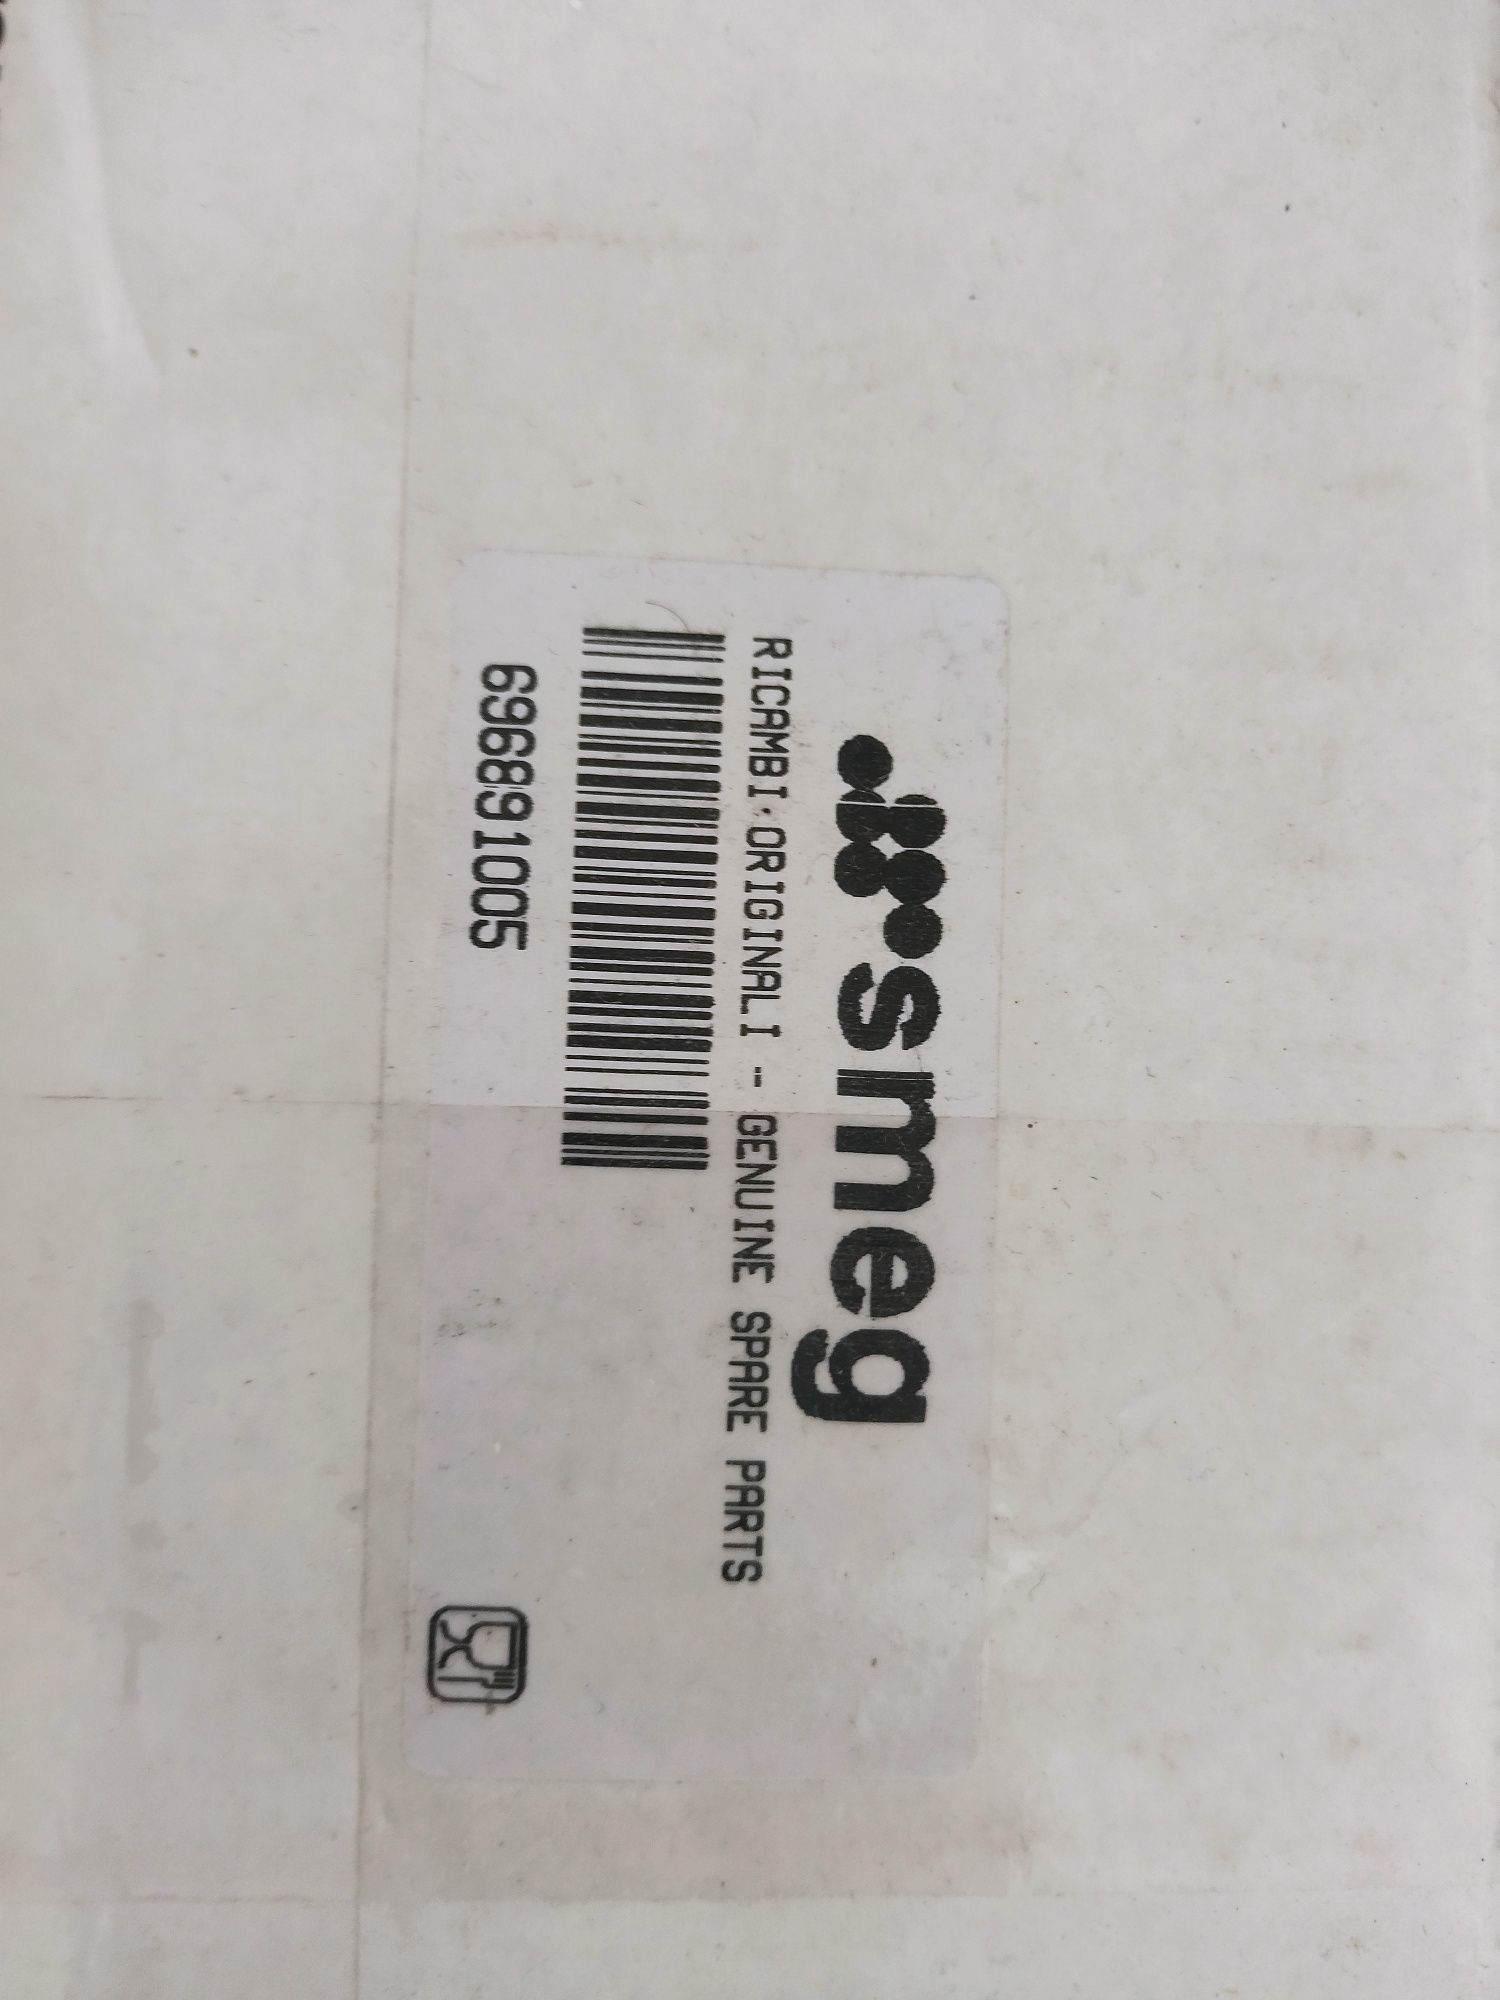 smeg
RICAMBI ORIGINALI - GENUINE SPARE PARTS
696891005